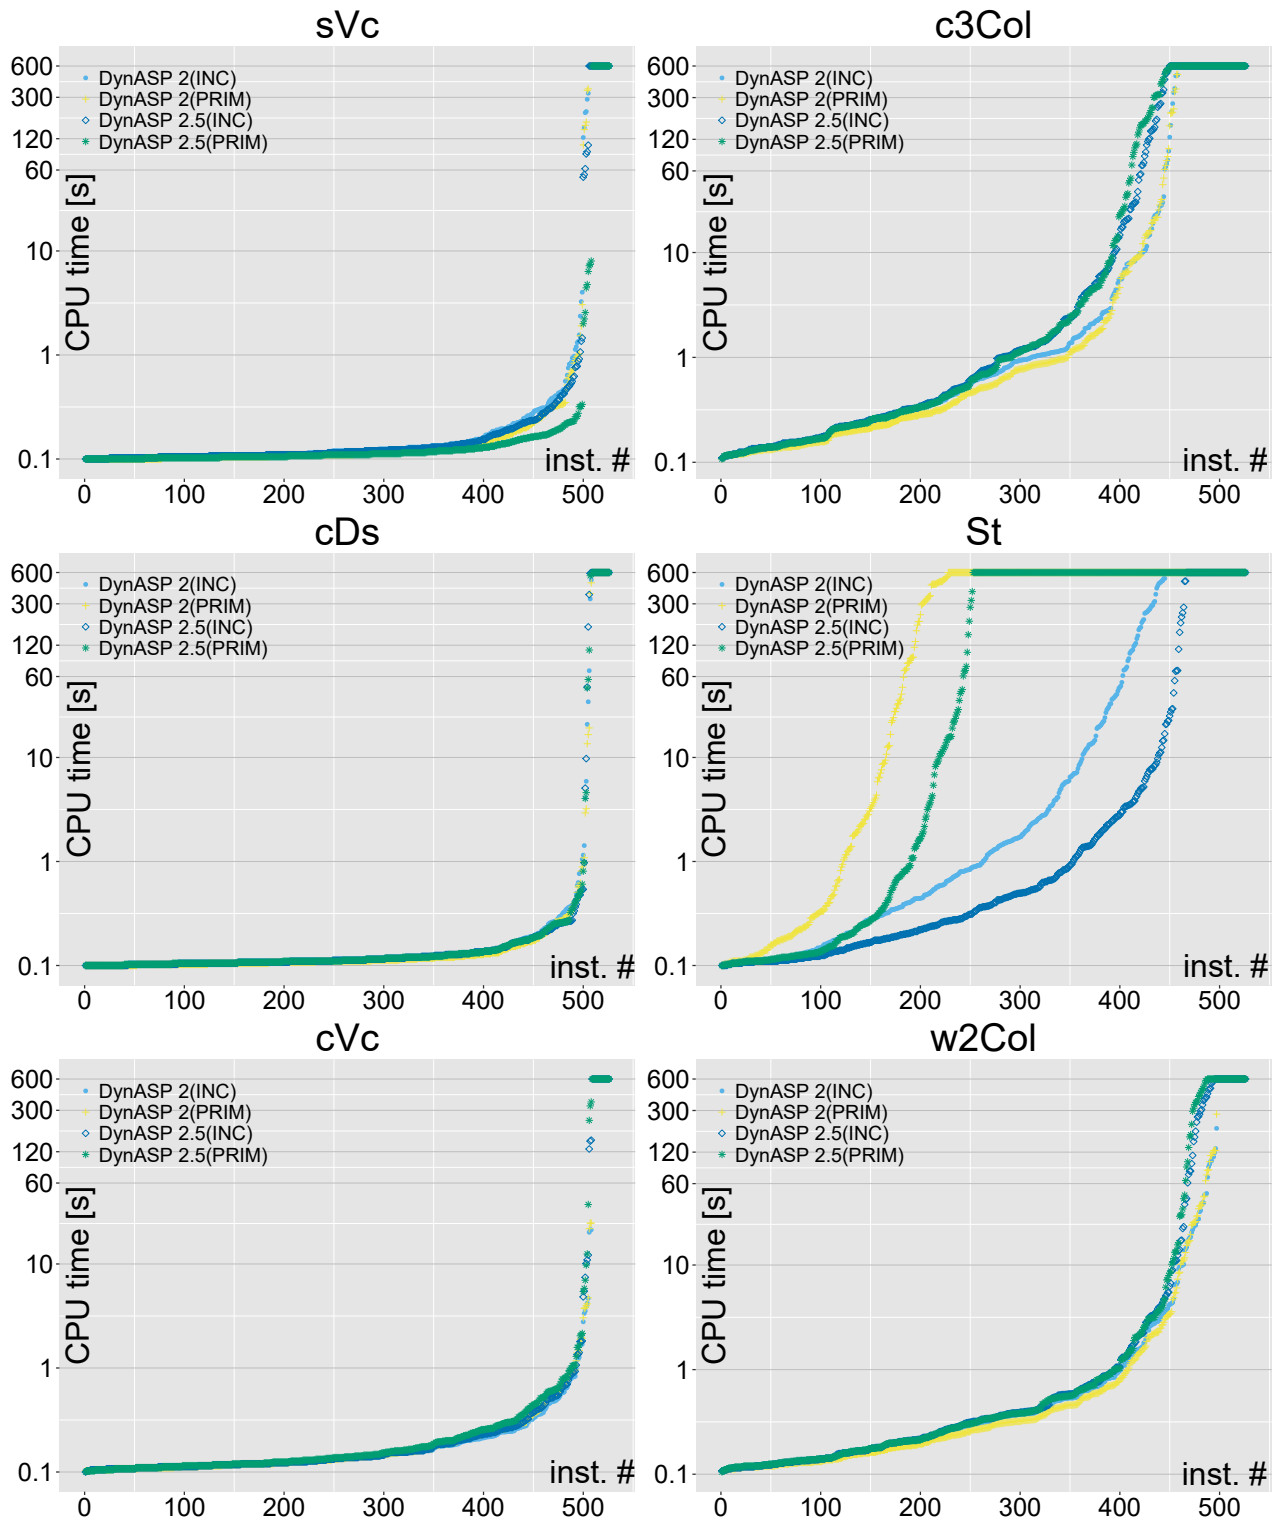 sVc
600
300
120
60
10
1
0.1
CPU time [s]
DynASP 2(INC)
DynASP 2(PRIM)
DynASP 2.5(INC)
DynASP 2.5(PRIM)
inst. #
0 100 200 300 400 500
c3Col
600
300
120
60
10
1
0.1
CPU time [s]
DynASP 2(INC)
DynASP 2(PRIM)
DynASP 2.5(INC)
DynASP 2.5(PRIM)
inst. #
0 100 200 300 400 500
cDs
600
300
120
60
10
1
0.1
CPU time [s]
DynASP 2(INC)
DynASP 2(PRIM)
DynASP 2.5(INC)
DynASP 2.5(PRIM)
inst. #
0 100 200 300 400 500
St
600
300
120
60
10
1
0.1
CPU time [s]
DynASP 2(INC)
DynASP 2(PRIM)
DynASP 2.5(INC)
DynASP 2.5(PRIM)
inst. #
0 100 200 300 400 500
cVc
600
300
120
60
10
1
0.1
CPU time [s]
DynASP 2(INC)
DynASP 2(PRIM)
DynASP 2.5(INC)
DynASP 2.5(PRIM)
inst. #
0 100 200 300 400 500
w2Col
600
300
120
60
10
1
0.1
CPU time [s]
DynASP 2(INC)
DynASP 2(PRIM)
DynASP 2.5(INC)
DynASP 2.5(PRIM)
inst. #
0 100 200 300 400 500